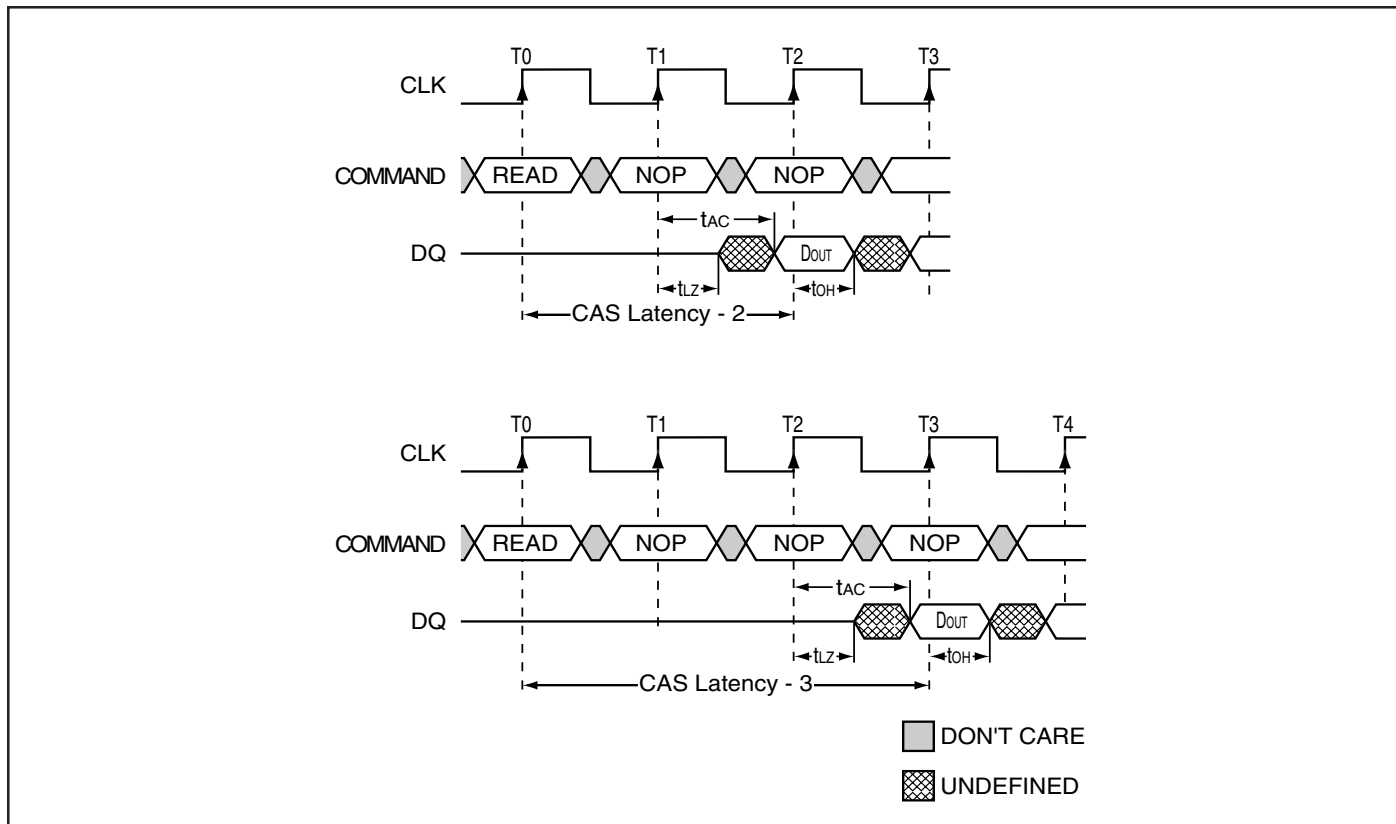 T0 T1 T2 T3
CLK
COMMAND READ NOP NOP
tAC
DQ DOUT
tLZ tOH
CAS Latency - 2
T0 T1 T2 T3 T4
CLK
COMMAND READ NOP NOP NOP
tAC
DQ DOUT
tLZ tOH
CAS Latency - 3
DON'T CARE
UNDEFINED